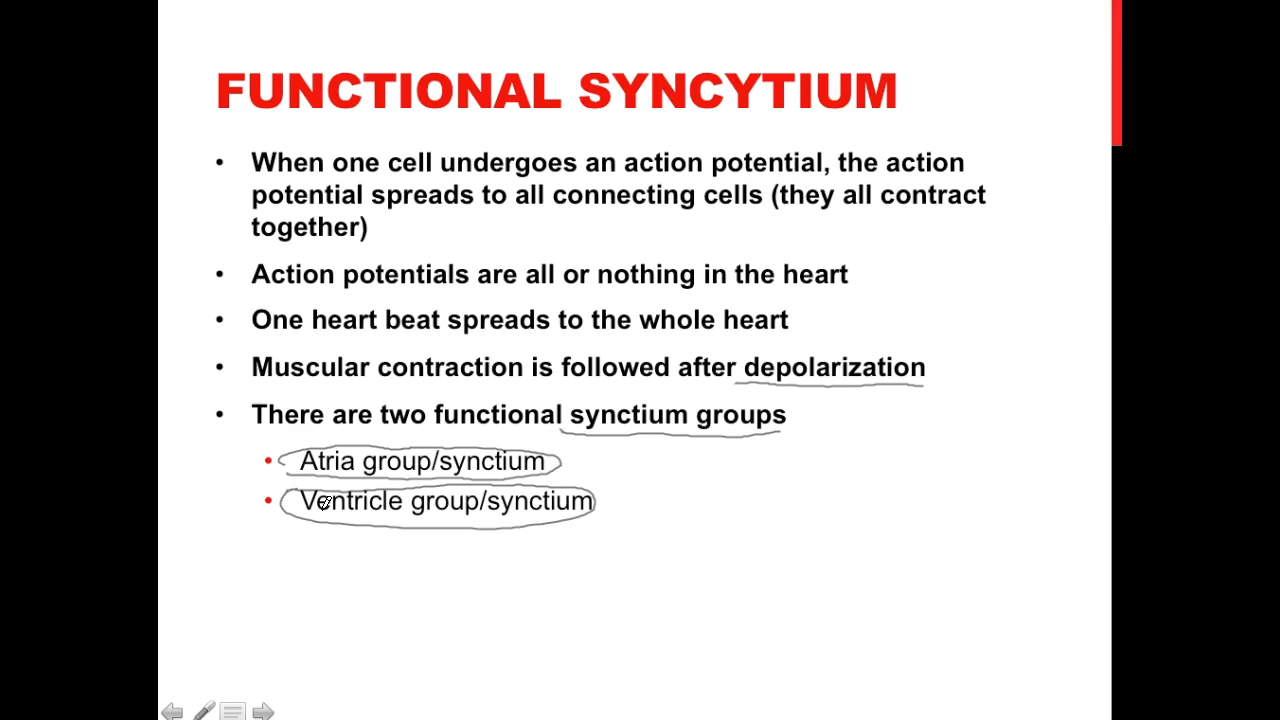 FUNCTIONAL SYNCYTIUM
• When one cell undergoes an action potential, the action
potential spreads to all connecting cells (they all contract
together)
• Action potentials are all or nothing in the heart
• One heart beat spreads to the whole heart
• Muscular contraction is followed after depolarization
• There are two functional synctium groups
• Atria group/synctium
• Ventricle group/synctium